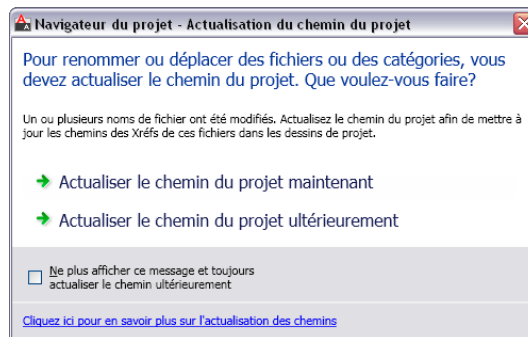 Navigateur du projet - Actualisation du chemin du projet
Pour renommer ou déplacer des fichiers ou des catégories, vous
devez actualiser le chemin du projet. Que voulez-vous faire?
Un ou plusieurs noms de fichier ont été modifiés. Actualisez le chemin du projet afin de mettre à
jour les chemins des Xréfs de ces fichiers dans les dessins de projet.
Actualiser le chemin du projet maintenant
Actualiser le chemin du projet ultérieurement
Ne plus afficher ce message et toujours
actualiser le chemin ultérieurement
Cliquez ici pour en savoir plus sur l'actualisation des chemins